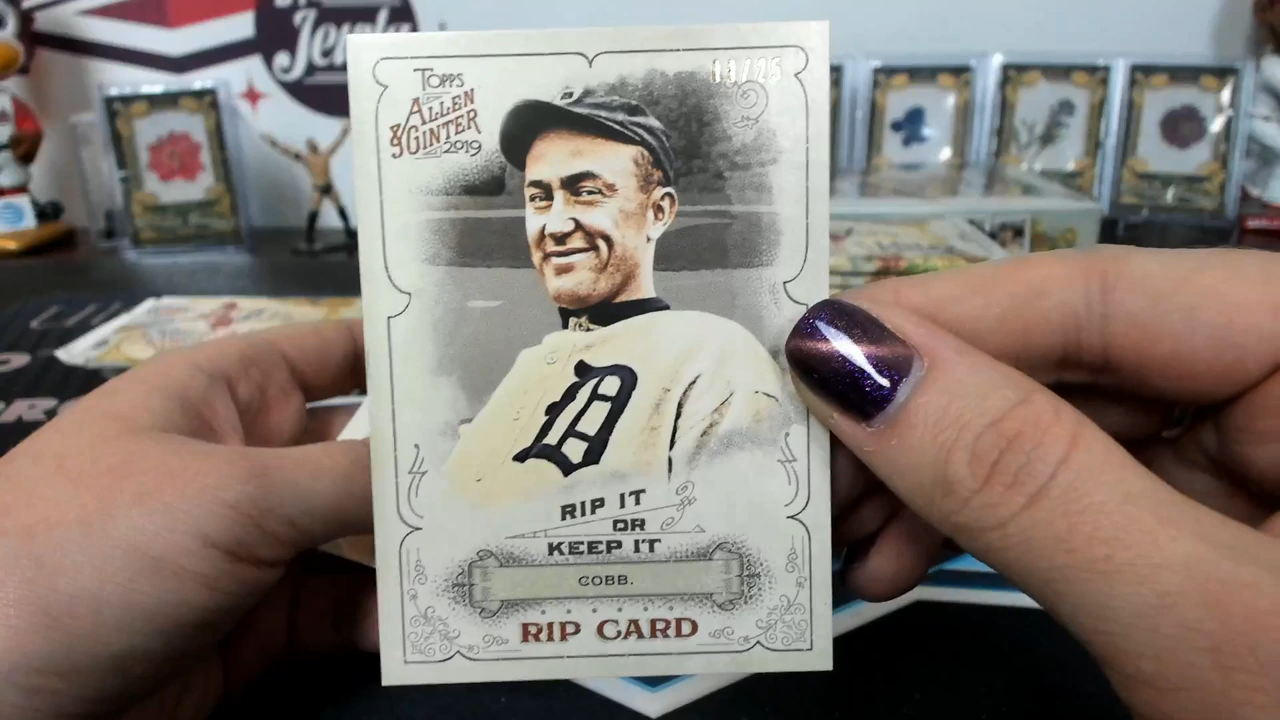 TOPPS
ALLEN
& GINTER
2019
13/25
RIP IT
OR
KEEP IT
COBB.
RIP CARD